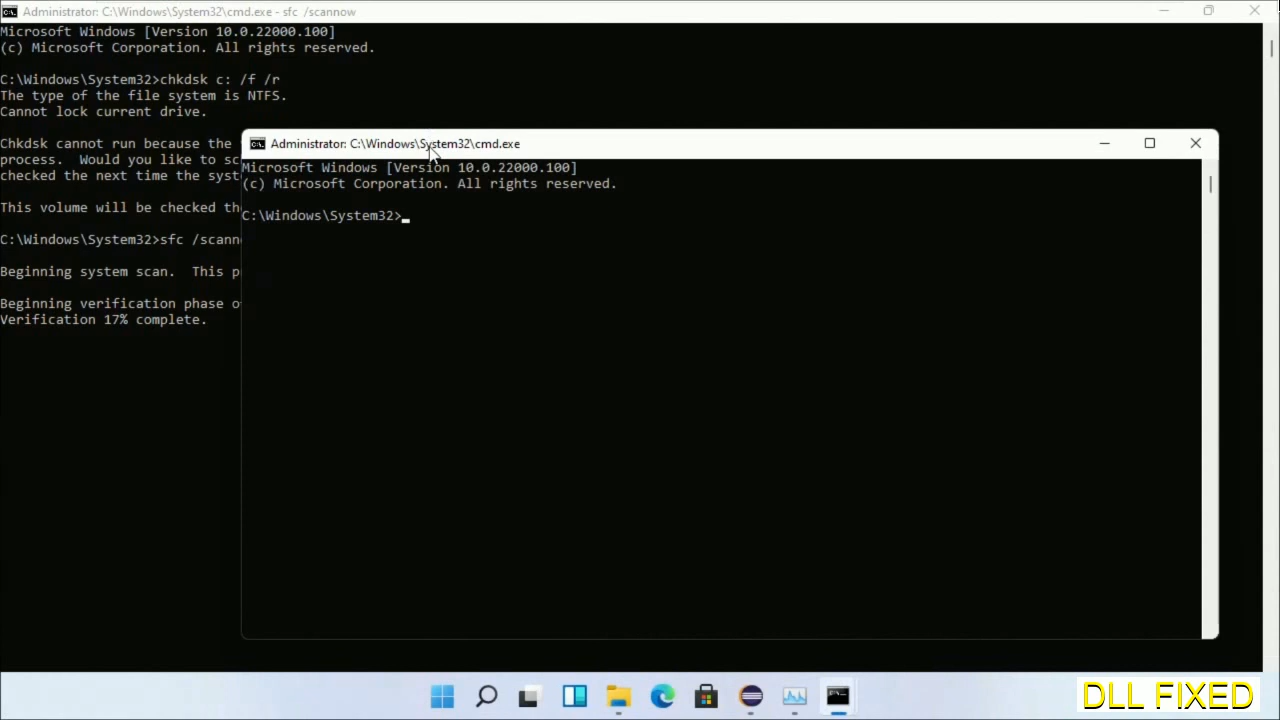 Administrator: C:\Windows\System32\cmd.exe - sfc /scannow
Microsoft Windows [Version 10.0.22000.100]
(c) Microsoft Corporation. All rights reserved.
C:\Windows\System32>chkdsk c: /f /r
The type of the file system is NTFS.
Cannot lock current drive.
Chkdsk cannot run because the
process. Would you like to sc
checked the next time the syst
This volume will be checked th
C:\Windows\System32>sfc /scann
Beginning system scan. This p
Beginning verification phase o
Verification 17% complete.
Administrator: C:\Windows\System32\cmd.exe
Microsoft Windows [Version 10.0.22000.100]
(c) Microsoft Corporation. All rights reserved.
C:\Windows\System32>
DLL FIXED